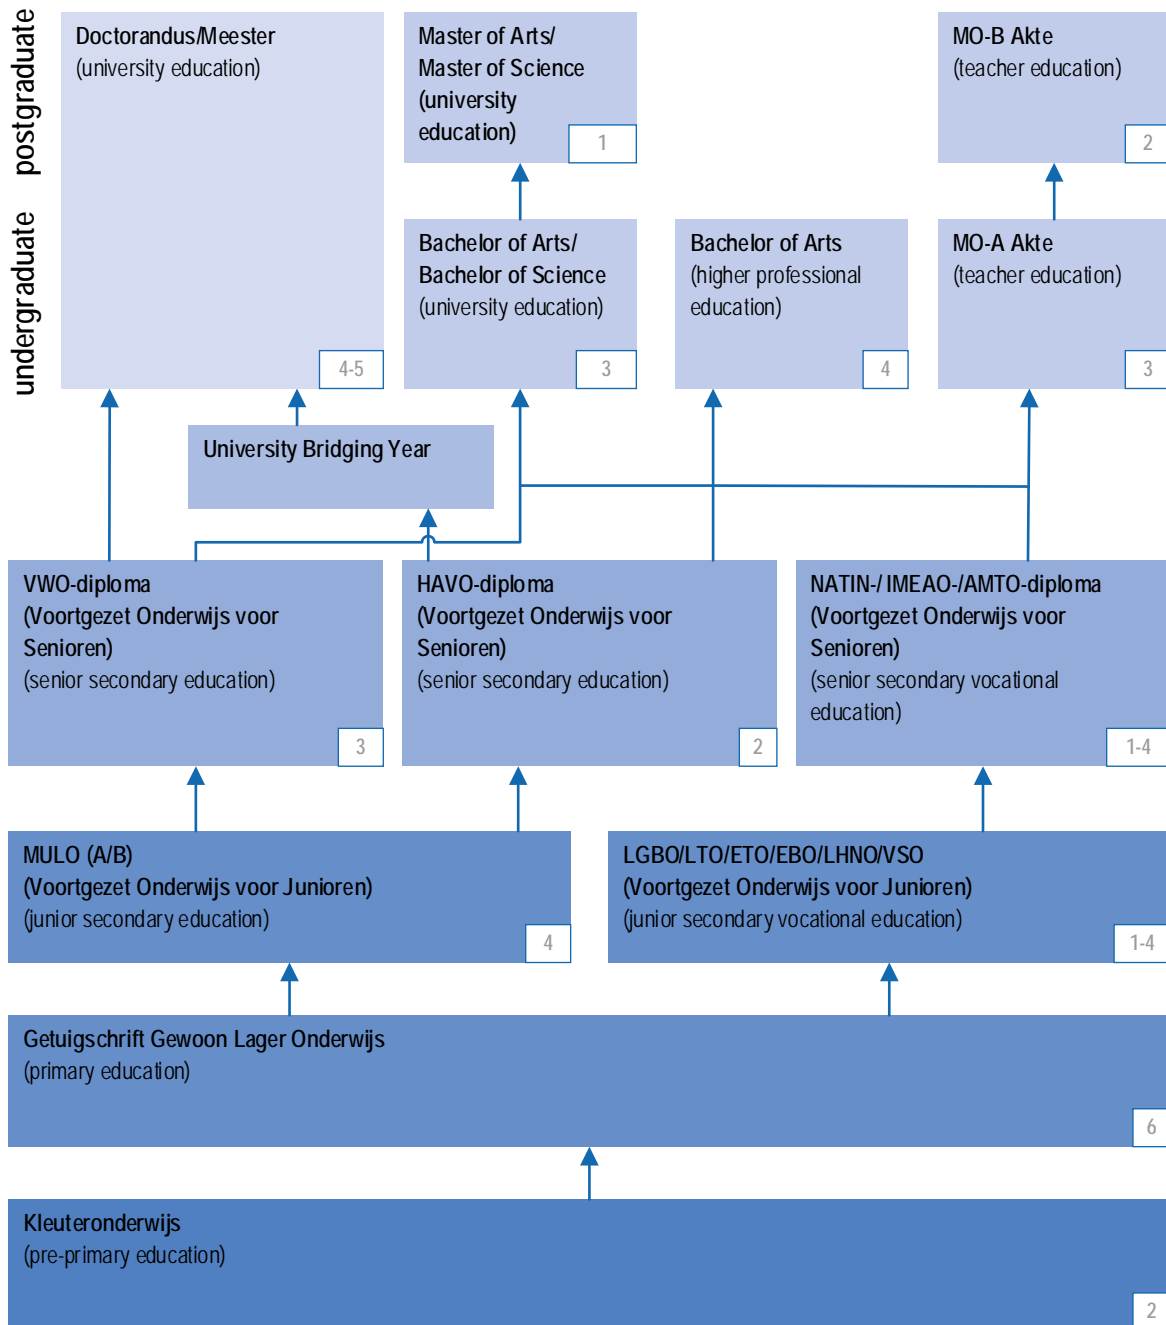 postgraduate
undergraduate
Doctorandus/Meester
(university education)
4-5
Master of Arts/
Master of Science
(university
education)
1
MO-B Akte
(teacher education)
2
Bachelor of Arts/
Bachelor of Science
(university education)
3
Bachelor of Arts
(higher professional
education)
4
MO-A Akte
(teacher education)
3
University Bridging Year
VWO-diploma
(Voortgezet Onderwijs voor
Senioren)
(senior secondary education)
3
HAVO-diploma
(Voortgezet Onderwijs voor
Senioren)
(senior secondary education)
2
NATIN-/ IMEAO-/AMTO-diploma
(Voortgezet Onderwijs voor
Senioren)
(senior secondary vocational
education)
1-4
MULO (A/B)
(Voortgezet Onderwijs voor Junioren)
(junior secondary education)
4
LGBO/LTO/ETO/EBO/LHNO/VSO
(Voortgezet Onderwijs voor Junioren)
(junior secondary vocational education)
1-4
Getuigschrift Gewoon Lager Onderwijs
(primary education)
6
Kleuteronderwijs
(pre-primary education)
2